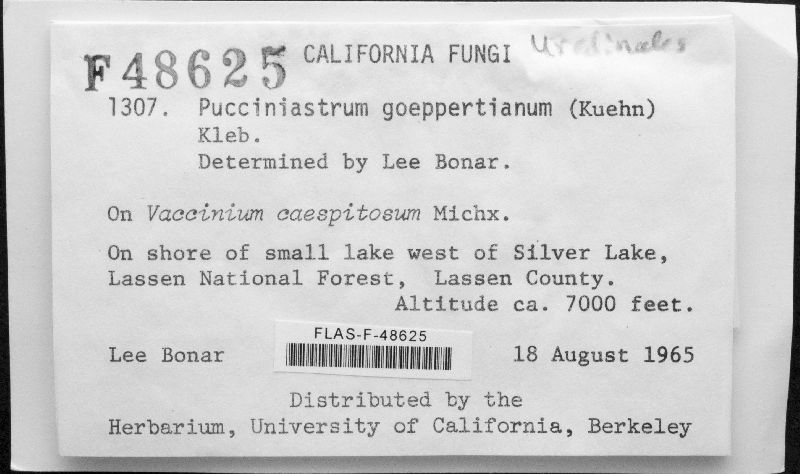 F48625 CALIFORNIA FUNGI Uredinales
1307. Pucciniastrum goeppertianum (Kuehn)
Kleb.
Determined by Lee Bonar.
On Vaccinium caespitosum Michx.
On shore of small lake west of Silver Lake,
Lassen National Forest, Lassen County.
Altitude ca. 7000 feet.
FLAS-F-48625
Lee Bonar 18 August 1965
Distributed by the
Herbarium, University of California, Berkeley